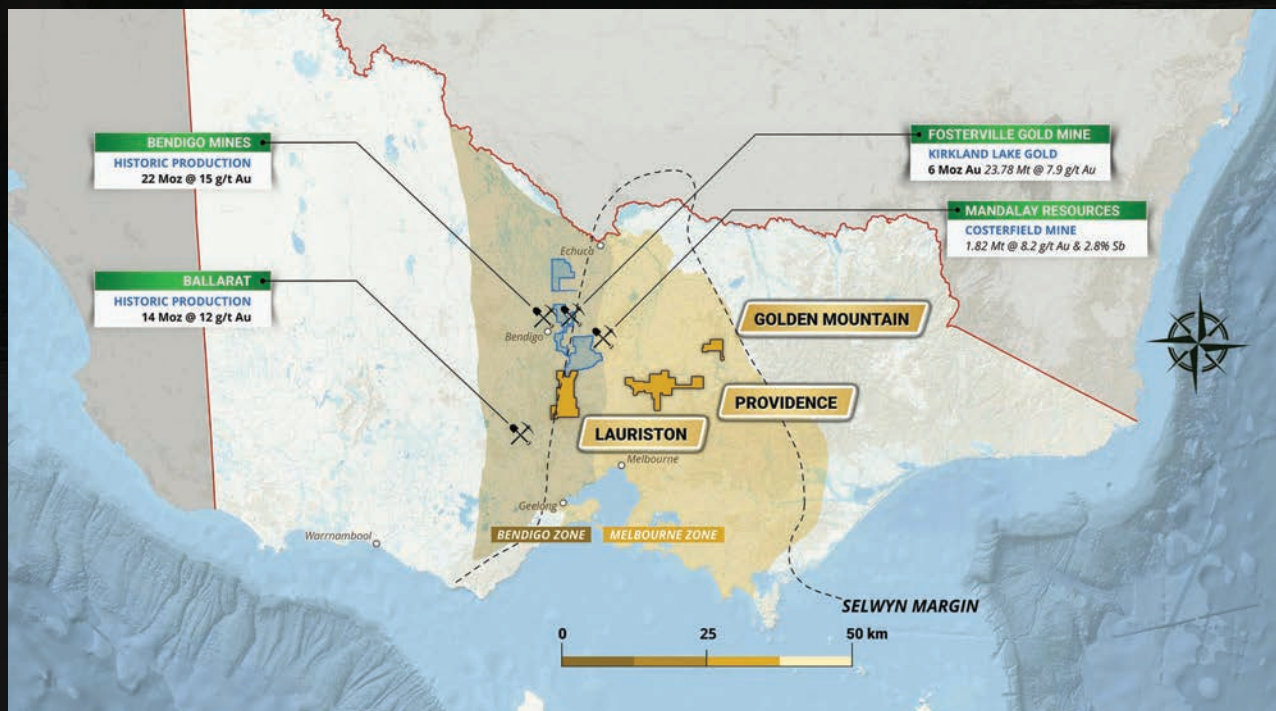 BENDIGO MINES
HISTORIC PRODUCTION
22 Moz @ 15 g/t Au
FOSTERVILLE GOLD MINE
KIRKLAND LAKE GOLD
6 Moz Au 23.78 Mt @ 7.9 g/t Au
MANDALAY RESOURCES
COSTERFIELD MINE
1.82 Mt @ 8.2 g/t Au & 2.8% Sb
Echuca
BALLARAT
HISTORIC PRODUCTION
14 Moz @ 12 g/t Au
GOLDEN MOUNTAIN
Bendigo
PROVIDENCE
LAURISTON
Melbourne
Geelong
Warrnambool
BENDIGO ZONE
MELBOURNE ZONE
SELWYN MARGIN
0 25 50 km